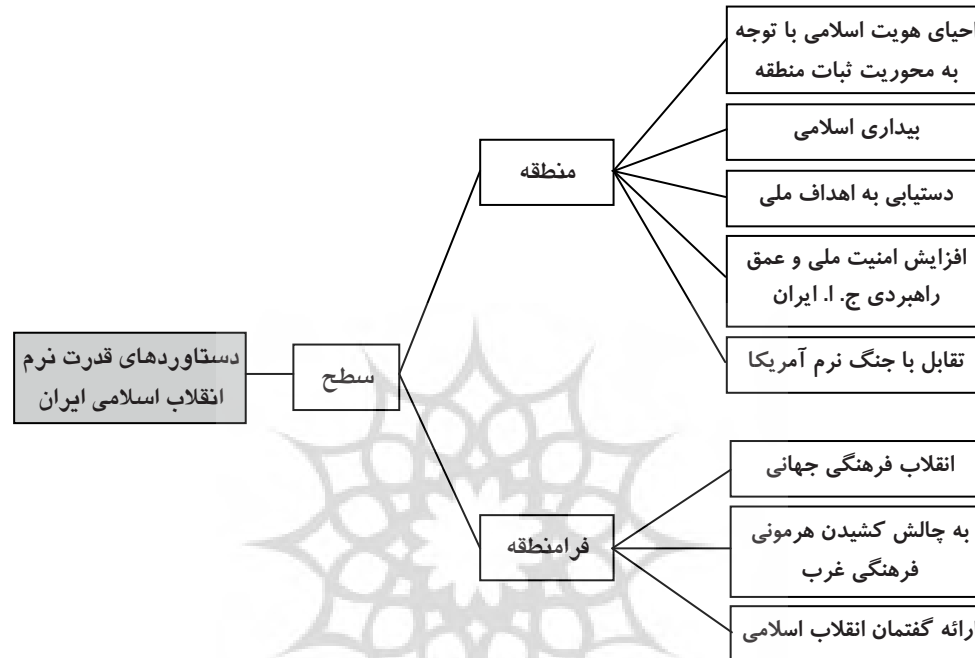 دستاوردهای قدرت نرم
انقلاب اسلامی ایران
سطح
منطقه
احیای هویت اسلامی با توجه
به محوریت ثبات منطقه
بیداری اسلامی
دستیابی به اهداف ملی
افزایش امنیت ملی و عمق
راهبردی ج. ا. ایران
تقابل با جنگ نرم آمریکا
فرامنطقه
انقلاب فرهنگی جهانی
به چالش کشیدن هرمونی
فرهنگی غرب
ارائه گفتمان انقلاب اسلامی